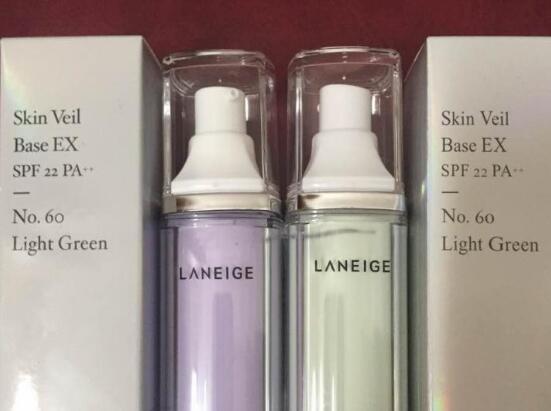 Skin Veil
Base EX
SPF 22 PA++
No. 60
Light Green
LANEIGE
LANEIGE
Skin Veil
Base EX
SPF 22 PA++
No. 60
Light Green